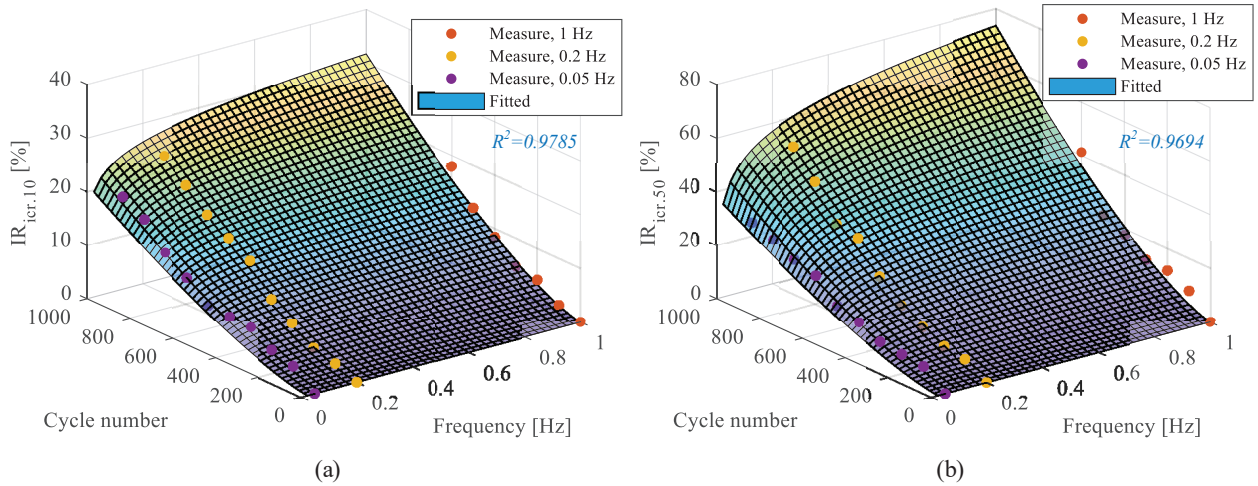 Measure, 1 Hz
Measure, 0.2 Hz
Measure, 0.05 Hz
Fitted
R²=0.9785
40
30
20
10
0
IR_icr.10 [%]
1000
800
600
400
200
0
Cycle number
0
0.2
0.4
0.6
0.8
1
Frequency [Hz]
(a)
Measure, 1 Hz
Measure, 0.2 Hz
Measure, 0.05 Hz
Fitted
R²=0.9694
80
60
40
20
0
IR_icr.50 [%]
1000
800
600
400
200
0
Cycle number
0
0.2
0.4
0.6
0.8
1
Frequency [Hz]
(b)